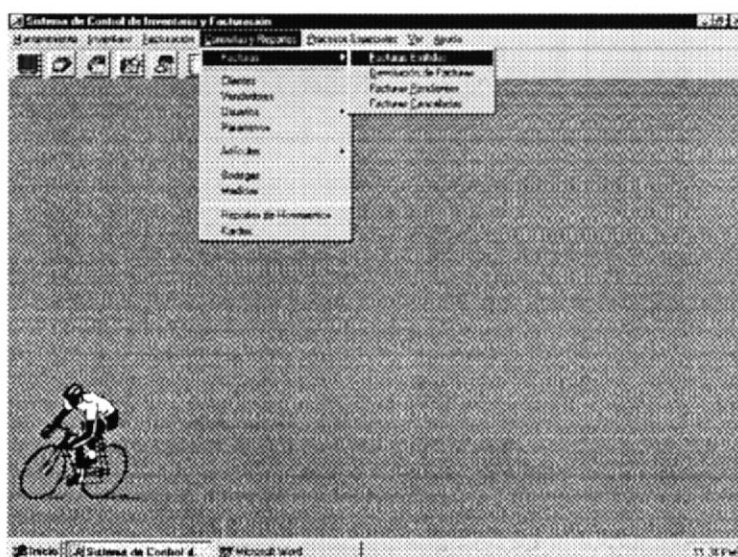 Sistema de Control de Inventario y Facturación
Mantenimiento Inventario Facturación Consultas y Reportes Procesos Especiales Ver Ayuda
Facturas
Clientes
Vendedores
Usuarios
Parametros
Artículos
Bodegas
Medidas
Reportes de Movimientos
Kardex
Facturas Emitidas
Devolución de Facturas
Facturas Pendientes
Facturas Canceladas
Inicio Sistema de Control d... Microsoft Word